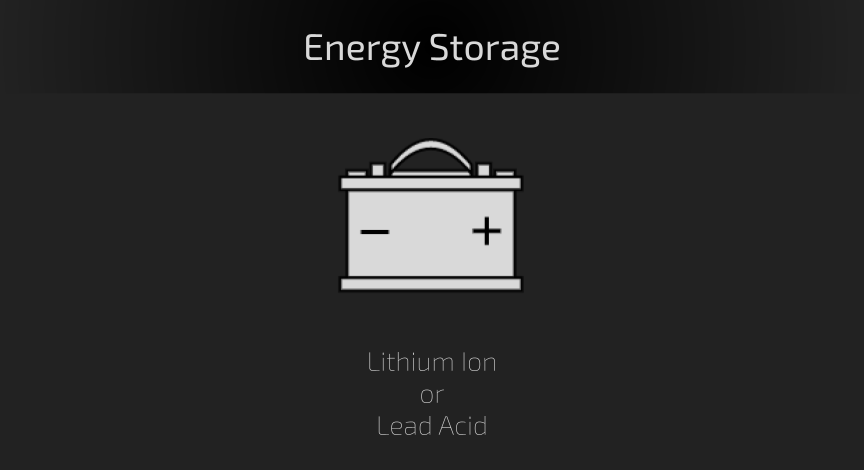 Energy Storage
− +
Lithium Ion
or
Lead Acid